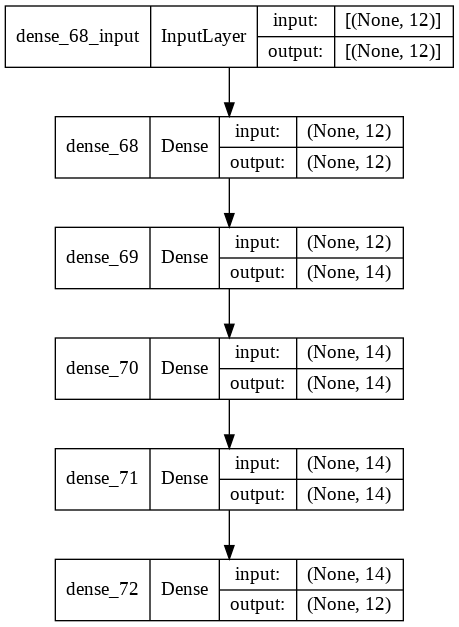 dense_68_input InputLayer input: [(None, 12)]
output: [(None, 12)]
dense_68 Dense input: (None, 12)
output: (None, 12)
dense_69 Dense input: (None, 12)
output: (None, 14)
dense_70 Dense input: (None, 14)
output: (None, 14)
dense_71 Dense input: (None, 14)
output: (None, 14)
dense_72 Dense input: (None, 14)
output: (None, 12)